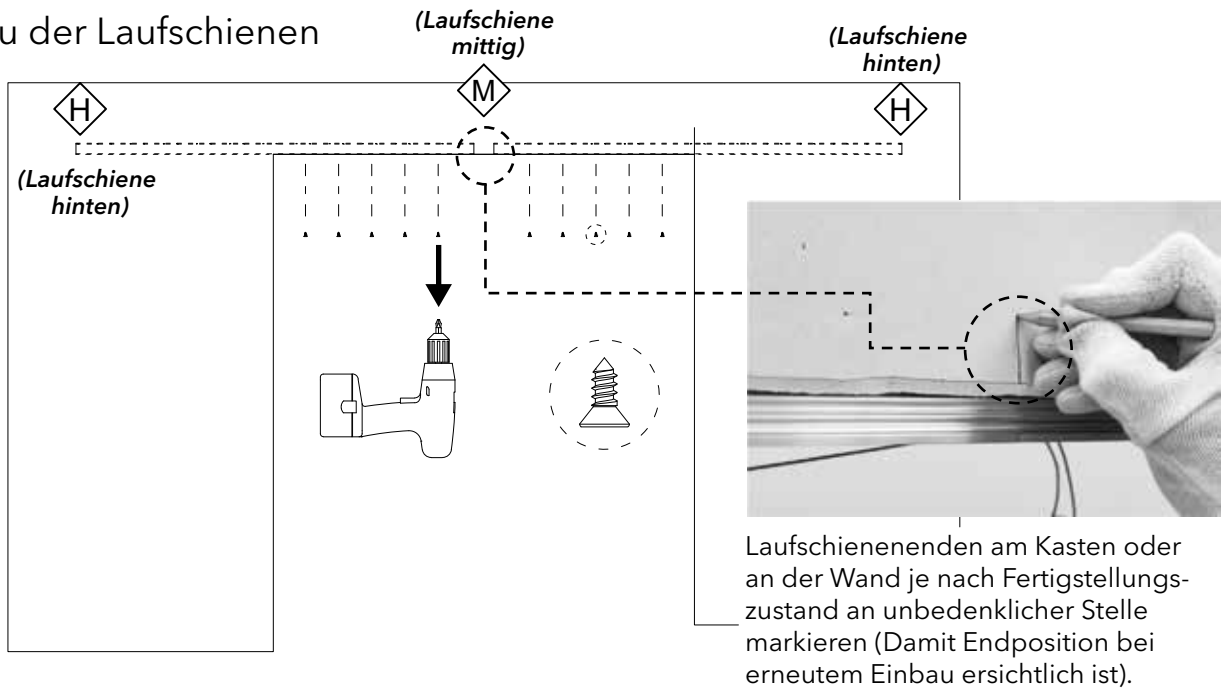 u der Laufschienen
(Laufschiene
mittig)
(Laufschiene
hinten)
H
M
H
(Laufschiene
hinten)
Laufschienenenden am Kasten oder
an der Wand je nach Fertigstellungs-
zustand an unbedenklicher Stelle
markieren (Damit Endposition bei
erneutem Einbau ersichtlich ist).